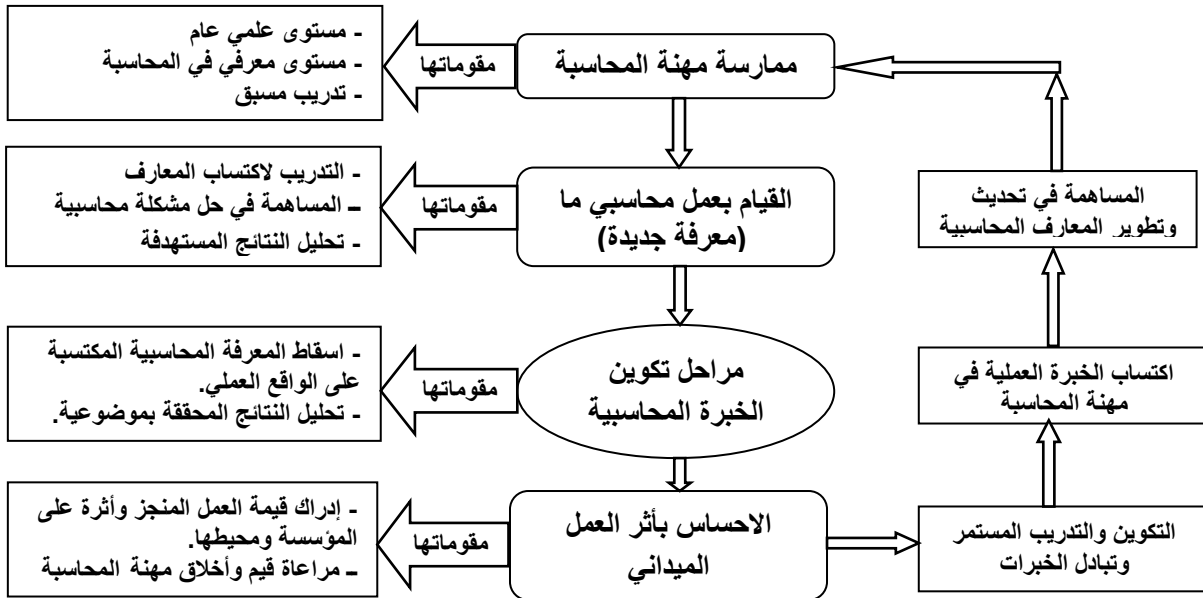 ممارسة مهنة المحاسبة
مقوماتها
- مستوى علمي عام
- مستوى معرفي في المحاسبة
- تدريب مسبق
القيام بعمل محاسبي ما
(معرفة جديدة)
مقوماتها
- التدريب لاكتساب المعارف
– المساهمة في حل مشكلة محاسبية
- تحليل النتائج المستهدفة
مراحل تكوين
الخبرة المحاسبية
مقوماتها
- اسقاط المعرفة المحاسبية المكتسبة
على الواقع العملي.
- تحليل النتائج المحققة بموضوعية.
الاحساس بأثر العمل
الميداني
مقوماتها
- إدراك قيمة العمل المنجز وأثرة على
المؤسسة ومحيطها.
– مراعاة قيم وأخلاق مهنة المحاسبة
التكوين والتدريب المستمر
وتبادل الخبرات
اكتساب الخبرة العملية في
مهنة المحاسبة
المساهمة في تحديث
وتطوير المعارف المحاسبية